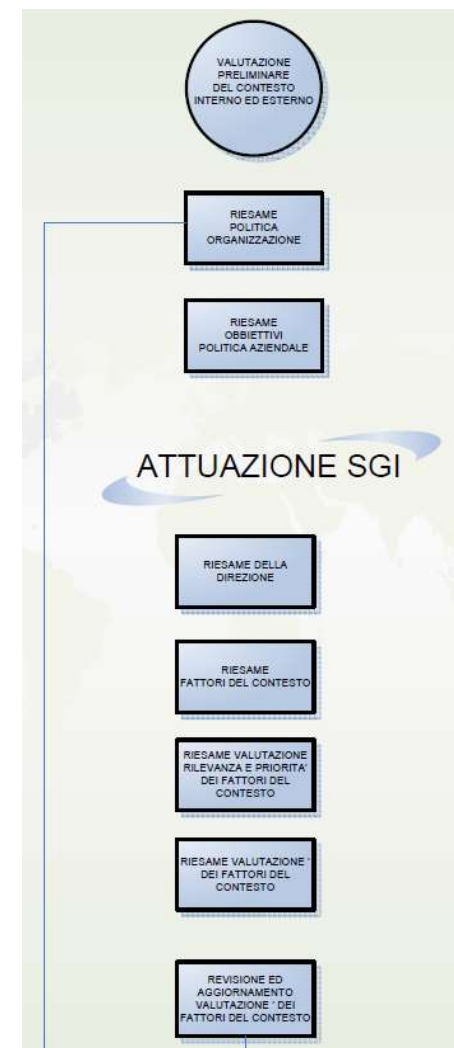 VALUTAZIONE
PRELIMINARE
DEL CONTESTO
INTERNO ED ESTERNO
RIESAME
POLITICA
ORGANIZZAZIONE
RIESAME
OBBIETTIVI
POLITICA AZIENDALE
ATTUAZIONE SGI
RIESAME DELLA
DIREZIONE
RIESAME
FATTORI DEL CONTESTO
RIESAME VALUTAZIONE
RILEVANZA E PRIORITA'
DEI FATTORI DEL
CONTESTO
RIESAME VALUTAZIONE '
DEI FATTORI DEL
CONTESTO
REVISIONE ED
AGGIORNAMENTO
VALUTAZIONE ' DEI
FATTORI DEL CONTESTO